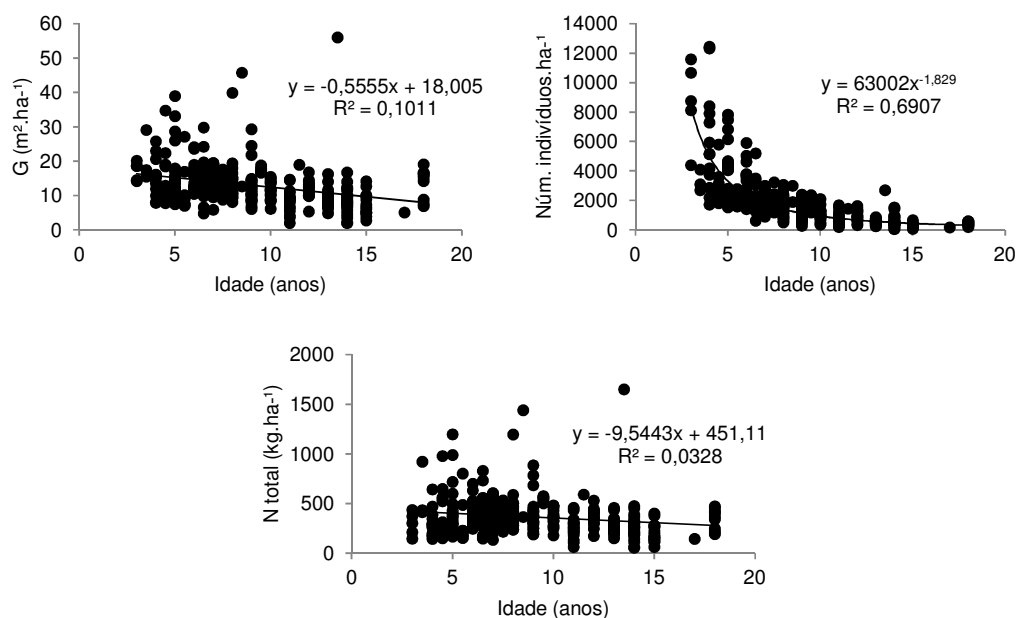 60
50
40
30
20
10
0
G (m².ha⁻¹)
y = -0,5555x + 18,005
R² = 0,1011
0 5 10 15 20
Idade (anos)
14000
12000
10000
8000
6000
4000
2000
0
Núm. indivíduos.ha⁻¹
y = 63002x⁻¹,⁸²⁹
R² = 0,6907
0 5 10 15 20
Idade (anos)
2000
1500
1000
500
0
N total (kg.ha⁻¹)
y = -9,5443x + 451,11
R² = 0,0328
0 5 10 15 20
Idade (anos)